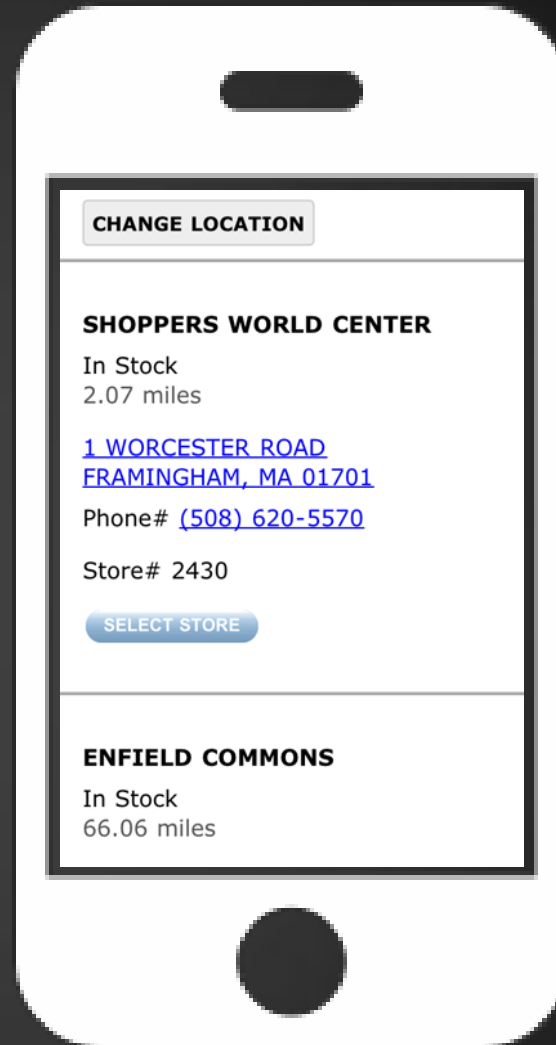 CHANGE LOCATION
SHOPPERS WORLD CENTER
In Stock
2.07 miles
1 WORCESTER ROAD
FRAMINGHAM, MA 01701
Phone# (508) 620-5570
Store# 2430
SELECT STORE
ENFIELD COMMONS
In Stock
66.06 miles